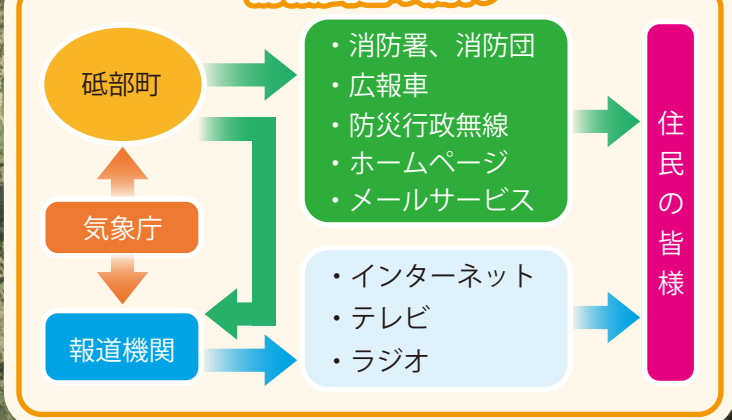 砥部町
・消防署、消防団
・広報車
・防災行政無線
・ホームページ
・メールサービス
気象庁
報道機関
・インターネット
・テレビ
・ラジオ
住民の皆様